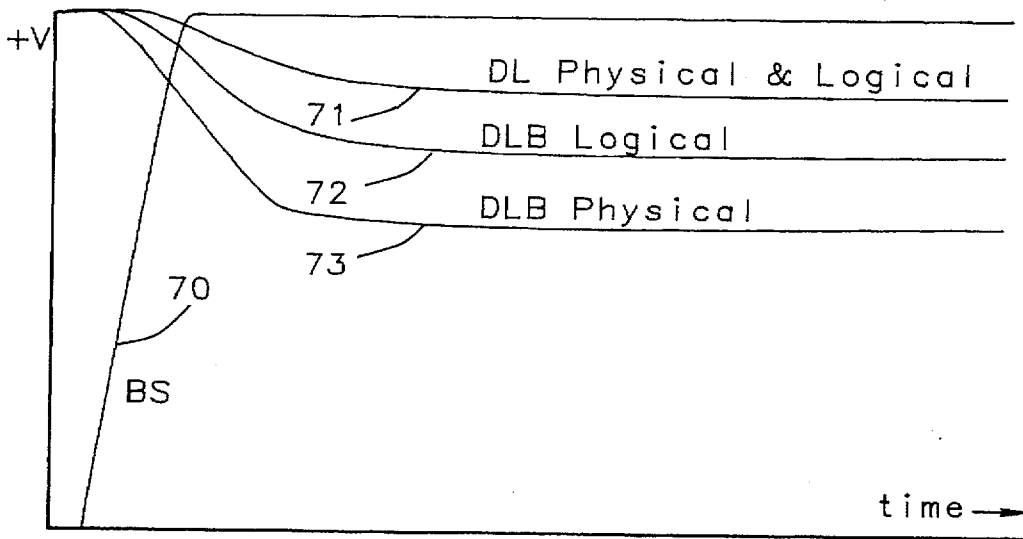 +V
DL Physical & Logical
71
DLB Logical
72
DLB Physical
73
70
BS
time